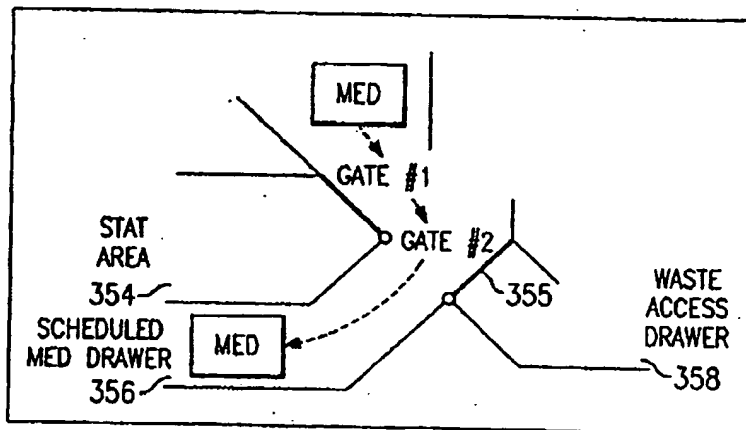 MED
GATE #1
GATE #2
STAT
AREA
354
355
WASTE
ACCESS
DRAWER
358
SCHEDULED
MED DRAWER
356
MED